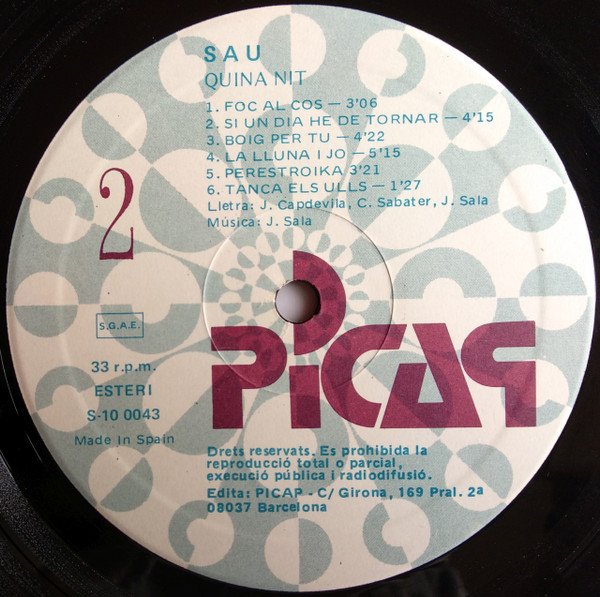 SAU
QUINA NIT
1. FOC AL COS — 3'06
2. SI UN DIA HE DE TORNAR — 4'15
3. BOIG PER TU — 4'22
4. LA LLUNA I JO — 5'15
5. PERESTROIKA 3'21
6. TANCA ELS ULLS — 1'27
Lletra: J. Capdevila, C. Sabater, J. Sala
Música: J. Sala
2
S.G.A.E.
33 r.p.m.
ESTERI
S-10 0043
Made In Spain
PICAP
Drets reservats. Es prohibida la
reproducció total o parcial,
execució pública i radiodifusió.
Edita: PICAP - C/ Girona, 169 Pral. 2a
08037 Barcelona